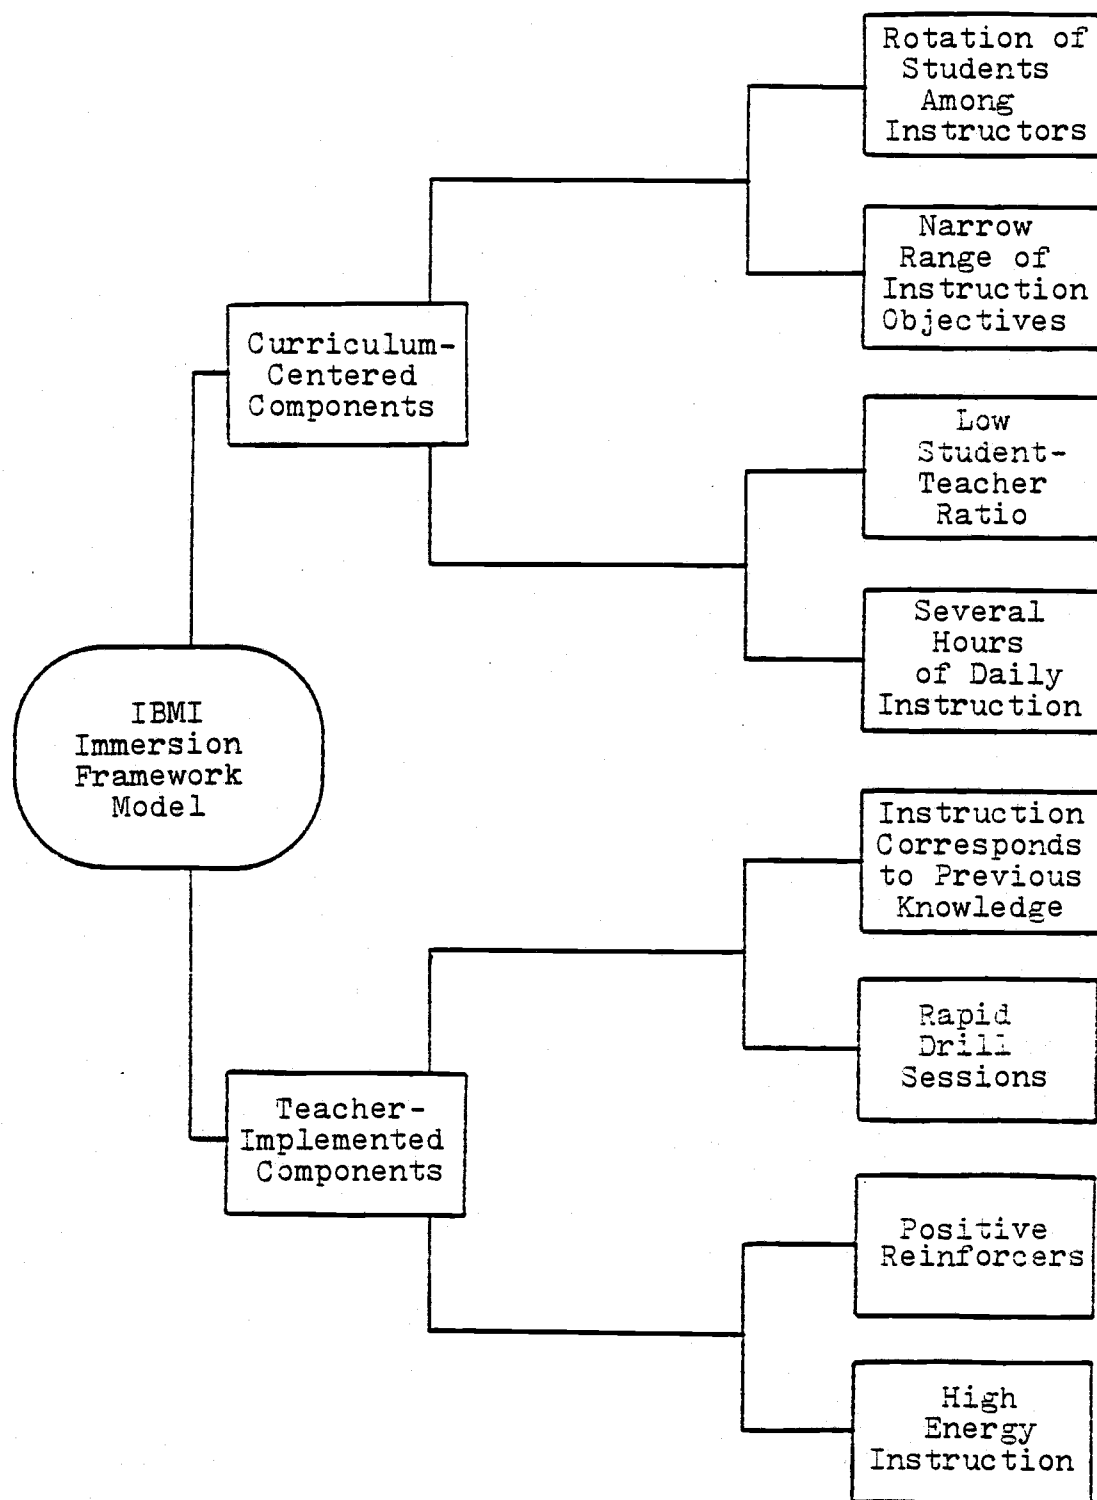 Rotation of
Students
Among
Instructors
Narrow
Range of
Instruction
Objectives
Curriculum-
Centered
Components
Low
Student-
Teacher
Ratio
Several
Hours
of Daily
Instruction
IBMI
Immersion
Framework
Model
Instruction
Corresponds
to Previous
Knowledge
Rapid
Drill
Sessions
Teacher-
Implemented
Components
Positive
Reinforcers
High
Energy
Instruction